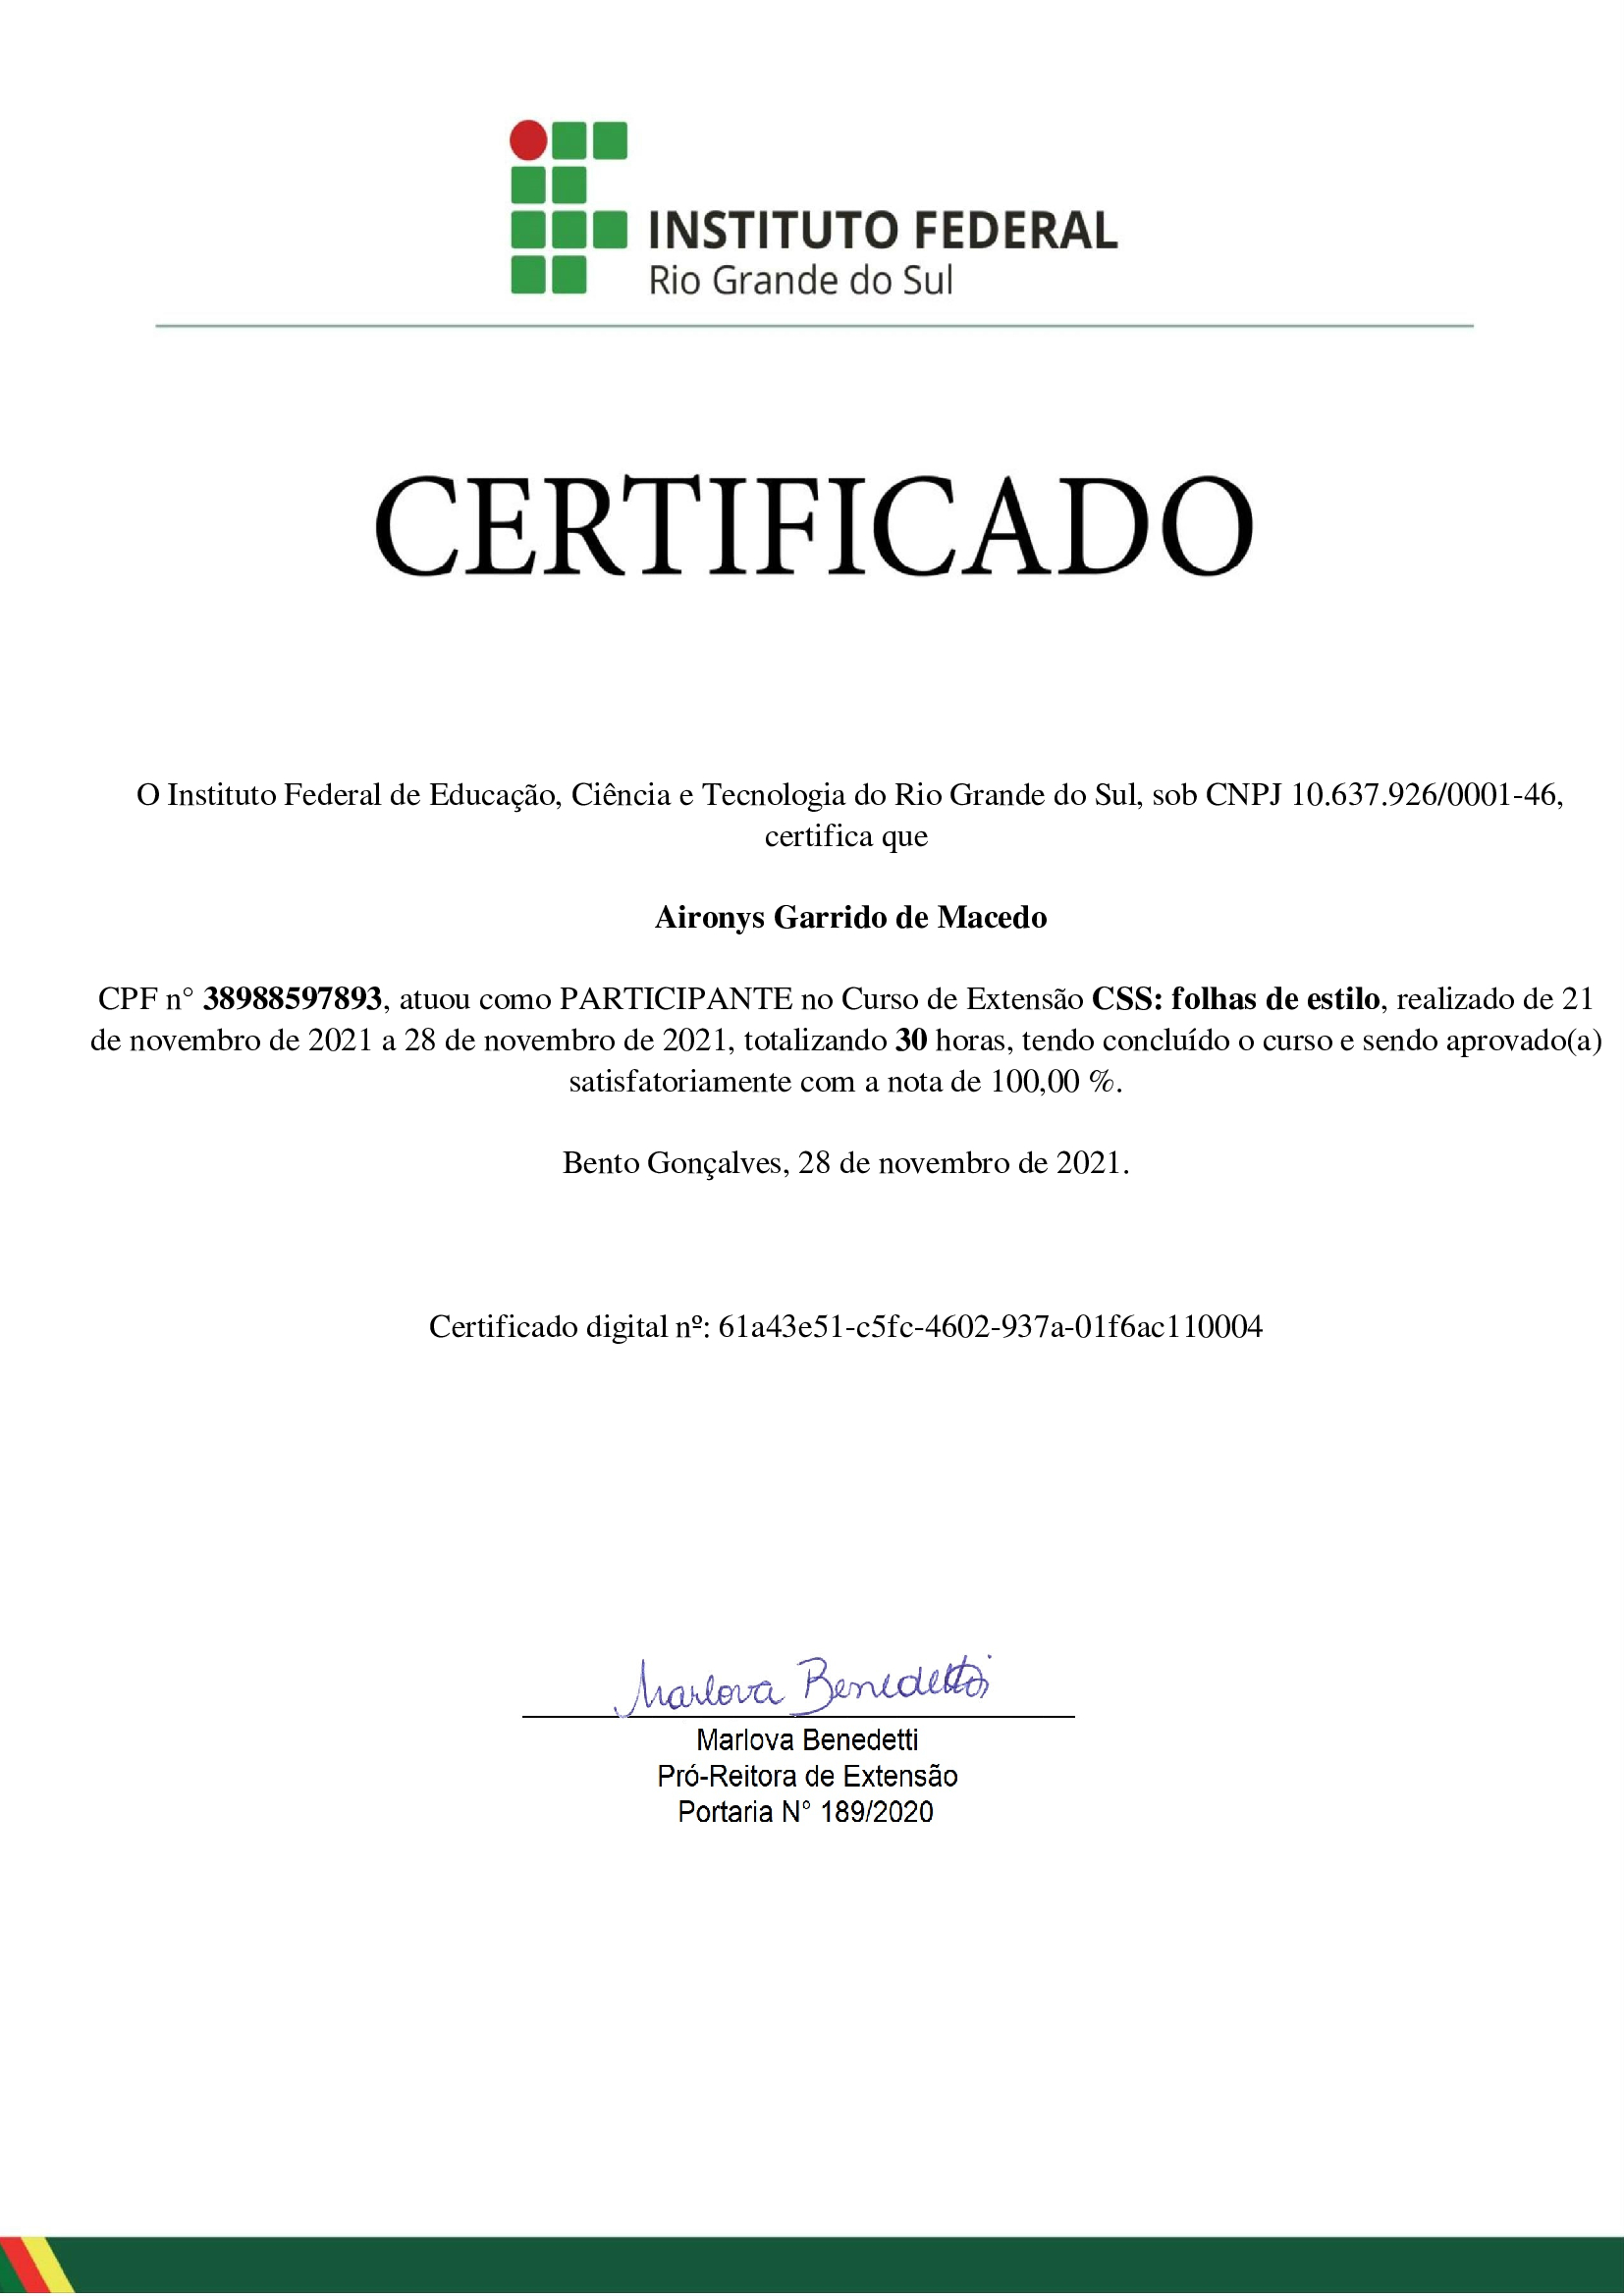 INSTITUTO FEDERAL
Rio Grande do Sul
CERTIFICADO
O Instituto Federal de Educação, Ciência e Tecnologia do Rio Grande do Sul, sob CNPJ 10.637.926/0001-46,
certifica que
Aironys Garrido de Macedo
CPF n° 38988597893, atuou como PARTICIPANTE no Curso de Extensão CSS: folhas de estilo, realizado de 21
de novembro de 2021 a 28 de novembro de 2021, totalizando 30 horas, tendo concluído o curso e sendo aprovado(a)
satisfatoriamente com a nota de 100,00 %.
Bento Gonçalves, 28 de novembro de 2021.
Certificado digital nº: 61a43e51-c5fc-4602-937a-01f6ac110004
Marlova Benedetti
Marlova Benedetti
Pró-Reitora de Extensão
Portaria N° 189/2020